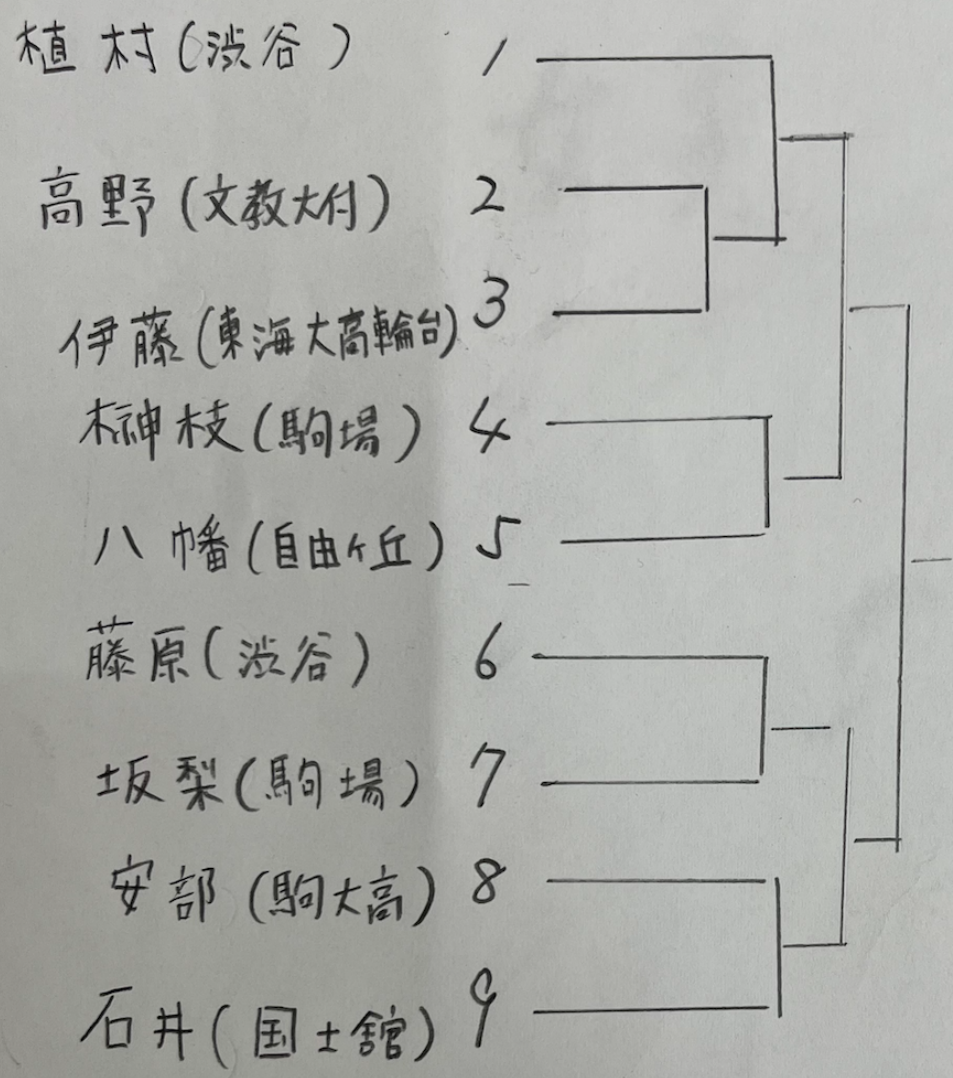 植村(渋谷) 1
高野(文教大付) 2
伊藤(東海大高輪台) 3
榊枝(駒場) 4
八幡(自由ヶ丘) 5
藤原(渋谷) 6
坂梨(駒場) 7
安部(駒大高) 8
石井(国士舘) 9